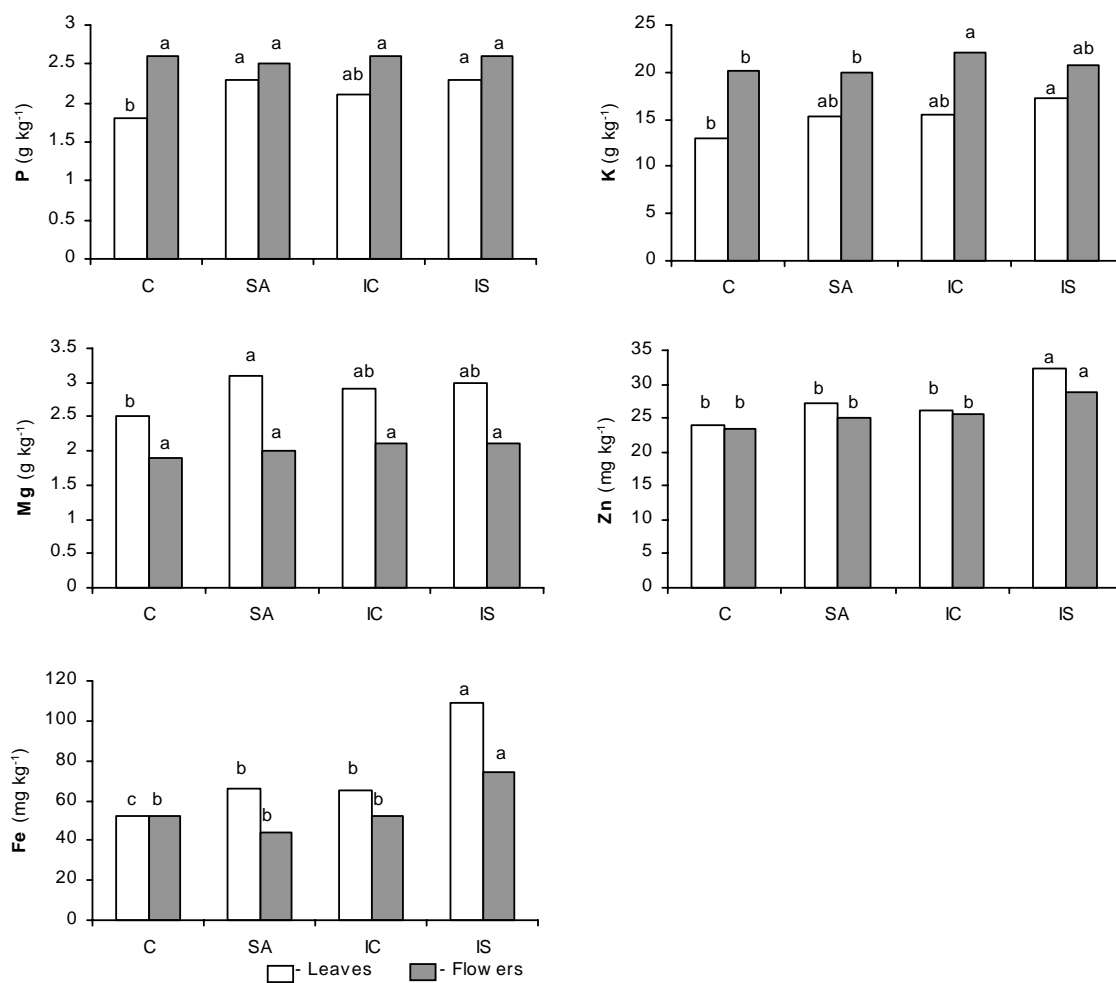 3
2.5
2
1.5
1
0.5
0
P (g kg-1)
b a a a ab a a a
C SA IC IS
25
20
15
10
5
0
K (g kg-1)
b b ab b ab a a ab
C SA IC IS
3.5
3
2.5
2
1.5
1
0.5
0
Mg (g kg-1)
b a a a ab a ab a
C SA IC IS
35
30
25
20
15
10
5
0
Zn (mg kg-1)
b b b b b b a a
C SA IC IS
120
100
80
60
40
20
0
Fe (mg kg-1)
c b b b b b a a
C SA IC IS
- Leaves - Flowers